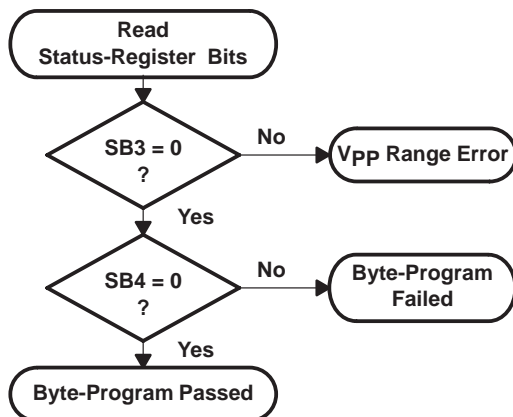 Read
Status-Register Bits
SB3 = 0
?
No
VPP Range Error
Yes
SB4 = 0
?
No
Byte-Program
Failed
Yes
Byte-Program Passed